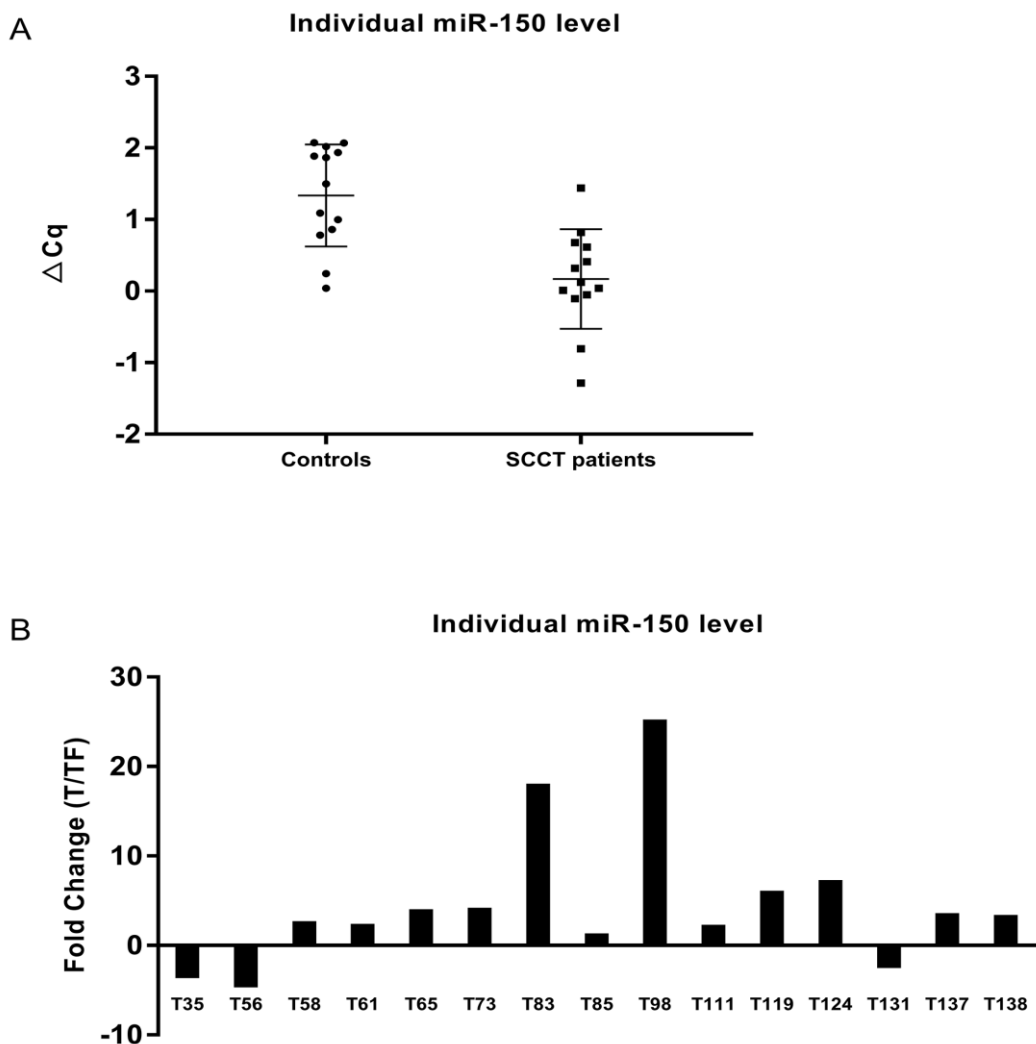 A
Individual miR-150 level
3
2
1
0
-1
-2
△Cq
Controls SCCT patients
B
Individual miR-150 level
30
20
10
0
-10
Fold Change (T/TF)
T35 T56 T58 T61 T65 T73 T83 T85 T98 T111 T119 T124 T131 T137 T138